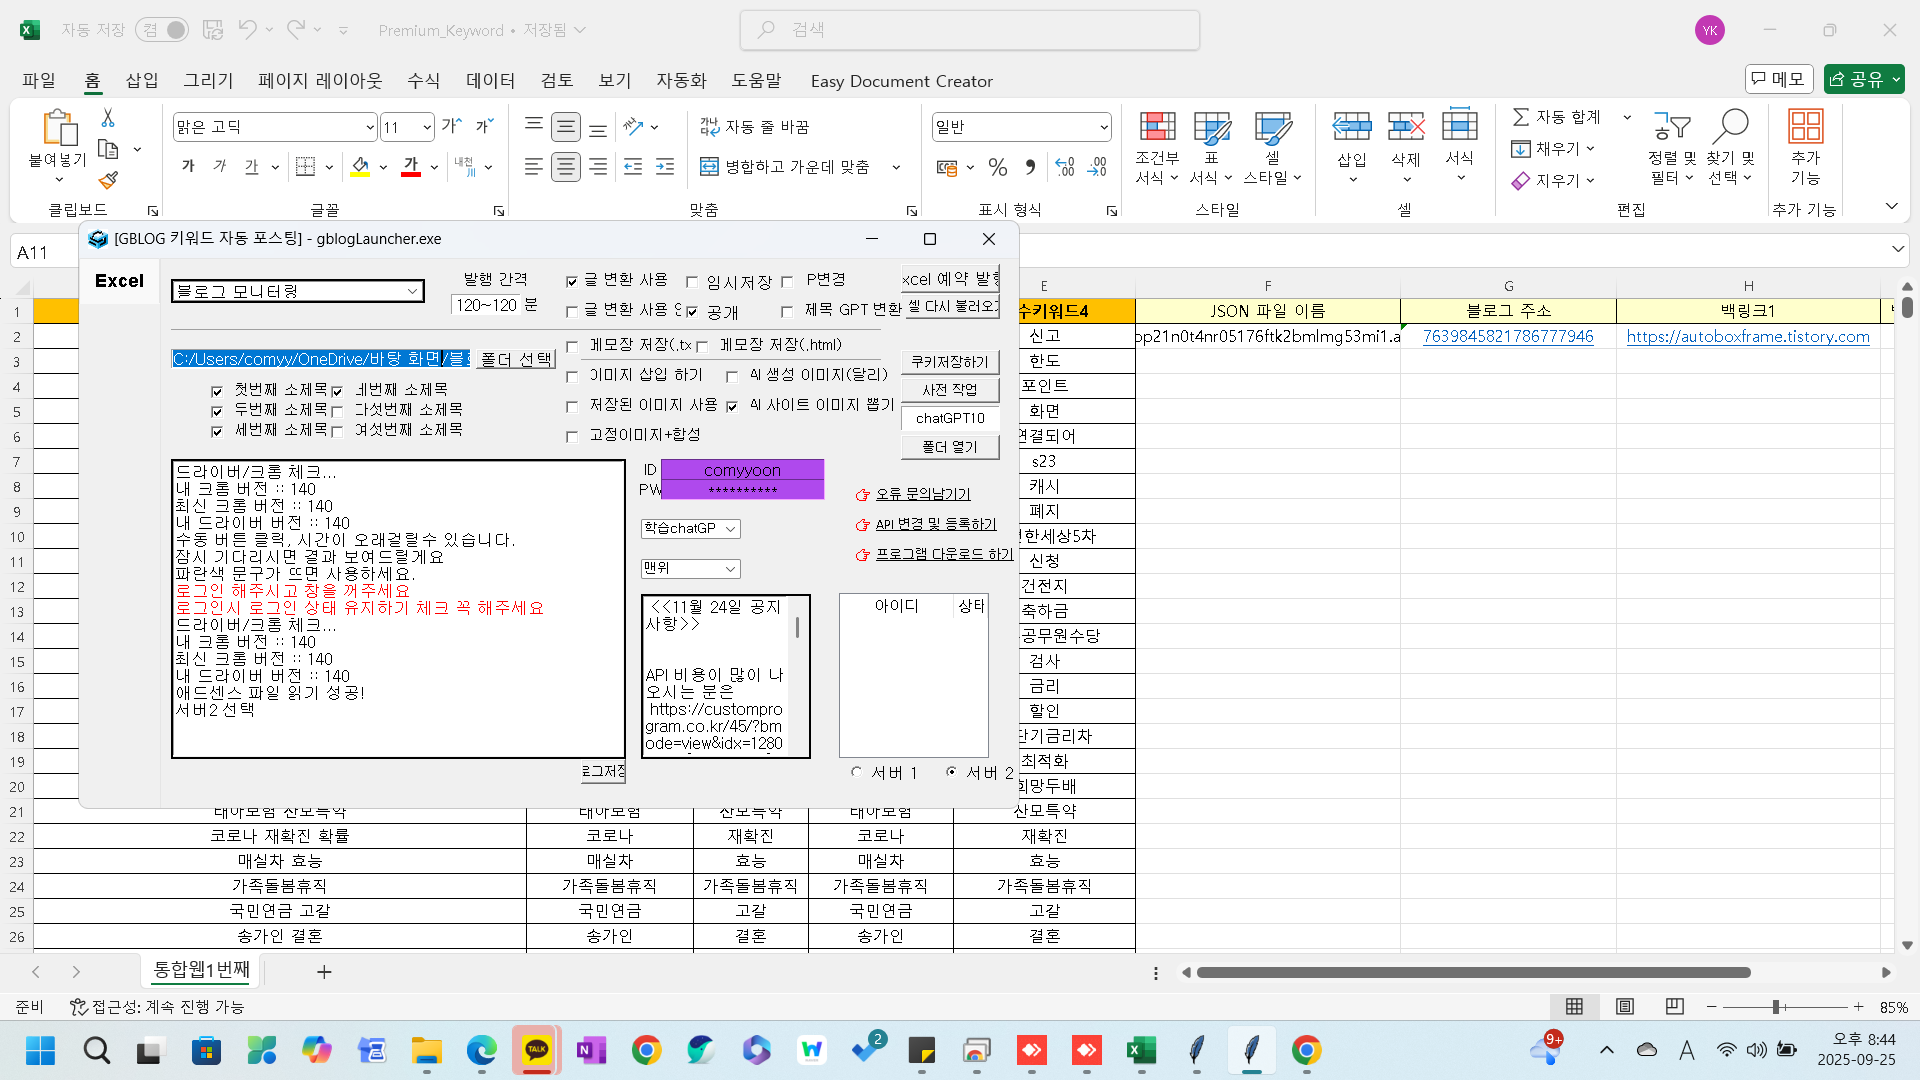 자동 저장
켬
Premium_Keyword • 저장됨
검색
YK
파일 홈 삽입 그리기 페이지 레이아웃 수식 데이터 검토 보기 자동화 도움말 Easy Document Creator
메모
공유
붙여넣기
클립보드
맑은 고딕
11
가 가 가
내천
글꼴
자동 줄 바꿈
병합하고 가운데 맞춤
맞춤
일반
표시 형식
조건부 서식
표 서식
셀 스타일
스타일
삽입 삭제 서식
셀
자동 합계
채우기
지우기
정렬 및 필터
찾기 및 선택
편집
추가 기능
추가 기능
A11
[GBLOG 키워드 자동 포스팅] - gblogLauncher.exe
Excel
블로그 모니터링
발행 간격
120~120 분
글 변환 사용
임시저장
P변경
글 변환 사용
공개
제목 GPT 변환
xcel 예약 발행
셀 다시 불러오기
C:/Users/comyy/OneDrive/바탕 화면/블로
폴더 선택
메모장 저장(.tx
메모장 저장(.html)
이미지 삽입 하기
AI 생성 이미지(달리)
저장된 이미지 사용
AI 사이트 이미지 뽑기
고정이미지+합성
쿠키저장하기
사전 작업
chatGPT10
폴더 열기
첫번째 소제목
네번째 소제목
두번째 소제목
다섯번째 소제목
세번째 소제목
여섯번째 소제목
드라이버/크롬 체크...
내 크롬 버전 :: 140
최신 크롬 버전 :: 140
내 드라이버 버전 :: 140
수동 버튼 클릭, 시간이 오래걸릴수 있습니다.
잠시 기다리시면 결과 보여드릴게요
파란색 문구가 뜨면 사용하세요.
로그인 해주시고 창을 꺼주세요
로그인시 로그인 상태 유지하기 체크 꼭 해주세요
드라이버/크롬 체크...
내 크롬 버전 :: 140
최신 크롬 버전 :: 140
내 드라이버 버전 :: 140
애드센스 파일 읽기 성공!
서버2 선택
로그저장
ID comyyoon
PW **********
학습chatGP
맨위
오류 문의남기기
API 변경 및 등록하기
프로그램 다운로드 하기
<<11월 24일 공지
사항>>
API 비용이 많이 나
오시는 분은
https://custompro
gram.co.kr/45/?bm
ode=view&idx=1280
아이디 상태
서버 1 서버 2
E F G H
1 수키워드4 JSON 파일 이름 블로그 주소 백링크1
2 신고 pp21n0t4nr05176ftk2bmlmg53mi1.a 7639845821786777946 https://autoboxframe.tistory.com
3 한도
4 포인트
5 화면
6 연결되어
7 s23
8 캐시
9 폐지
10 한세상5차
11 신청
12 건전지
13 축하금
14 공무원수당
15 검사
16 금리
17 할인
18 단기금리차
19 최적화
20 희망두배
21 태아보험 산모특약 태아보험 산모특약 태아보험 산모특약
22 코로나 재확진 확률 코로나 재확진 코로나 재확진
23 매실차 효능 매실차 효능 매실차 효능
24 가족돌봄휴직 가족돌봄휴직 가족돌봄휴직 가족돌봄휴직 가족돌봄휴직
25 국민연금 고갈 국민연금 고갈 국민연금 고갈
26 송가인 결혼 송가인 결혼 송가인 결혼
통합웹1번째
준비
접근성: 계속 진행 가능
85%
TALK
2
9+
A
오후 8:44
2025-09-25